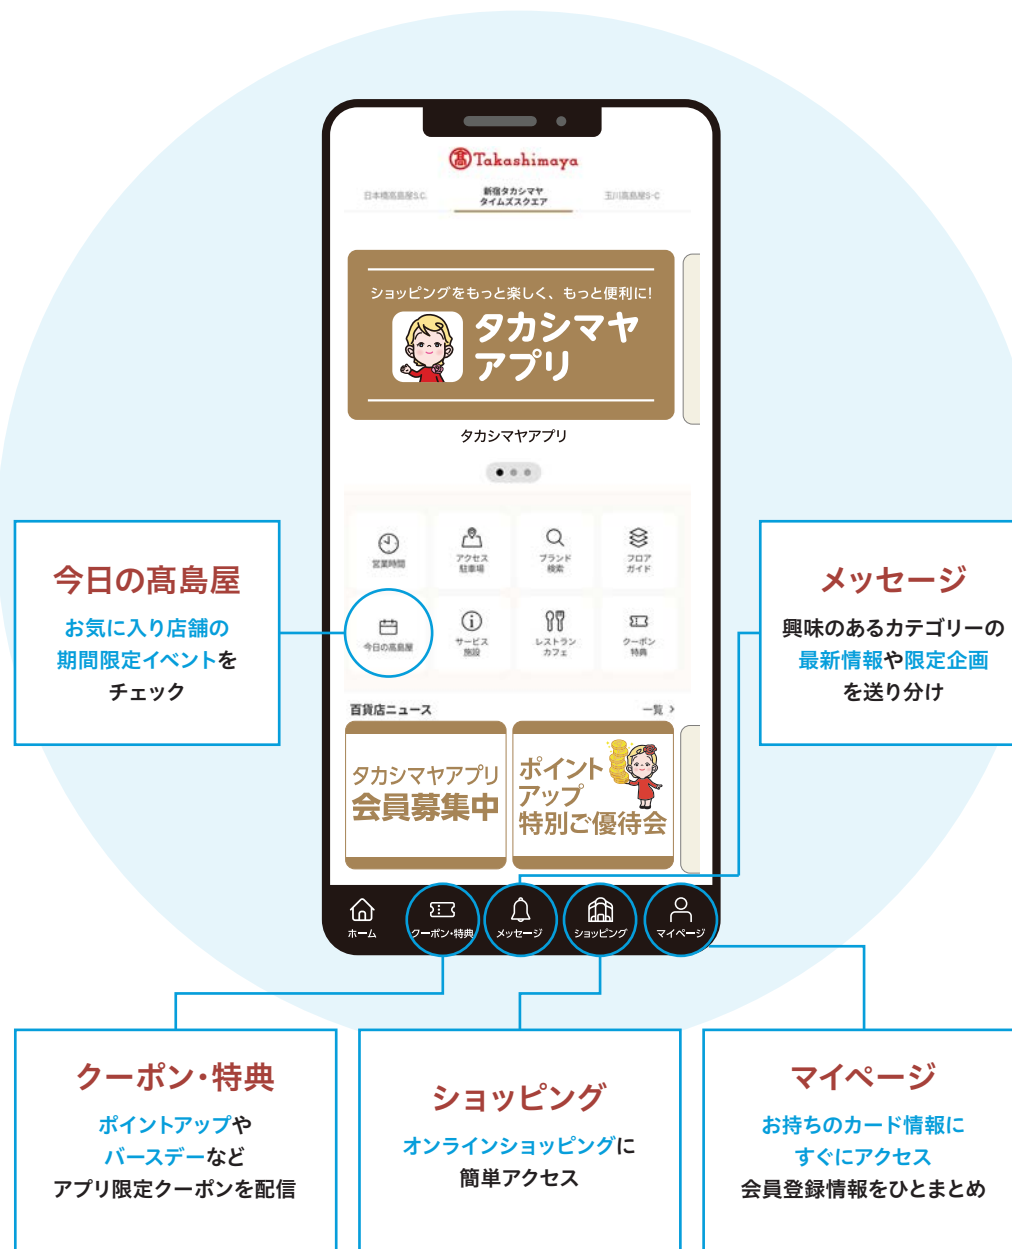 髙Takashimaya
日本橋髙島屋S.C.
新宿タカシマヤ
タイムズスクエア
玉川髙島屋S・C
ショッピングをもっと楽しく、もっと便利に!
タカシマヤ
アプリ
タカシマヤアプリ
営業時間
アクセス
駐車場
ブランド
検索
フロア
ガイド
今日の髙島屋
サービス
施設
レストラン
カフェ
クーポン
特典
今日の髙島屋
お気に入り店舗の
期間限定イベントを
チェック
メッセージ
興味のあるカテゴリーの
最新情報や限定企画
を送り分け
百貨店ニュース
一覧 >
タカシマヤアプリ
会員募集中
ポイント
アップ
特別ご優待会
ホーム
クーポン・特典
メッセージ
ショッピング
マイページ
クーポン・特典
ポイントアップや
バースデーなど
アプリ限定クーポンを配信
ショッピング
オンラインショッピングに
簡単アクセス
マイページ
お持ちのカード情報に
すぐにアクセス
会員登録情報をひとまとめ